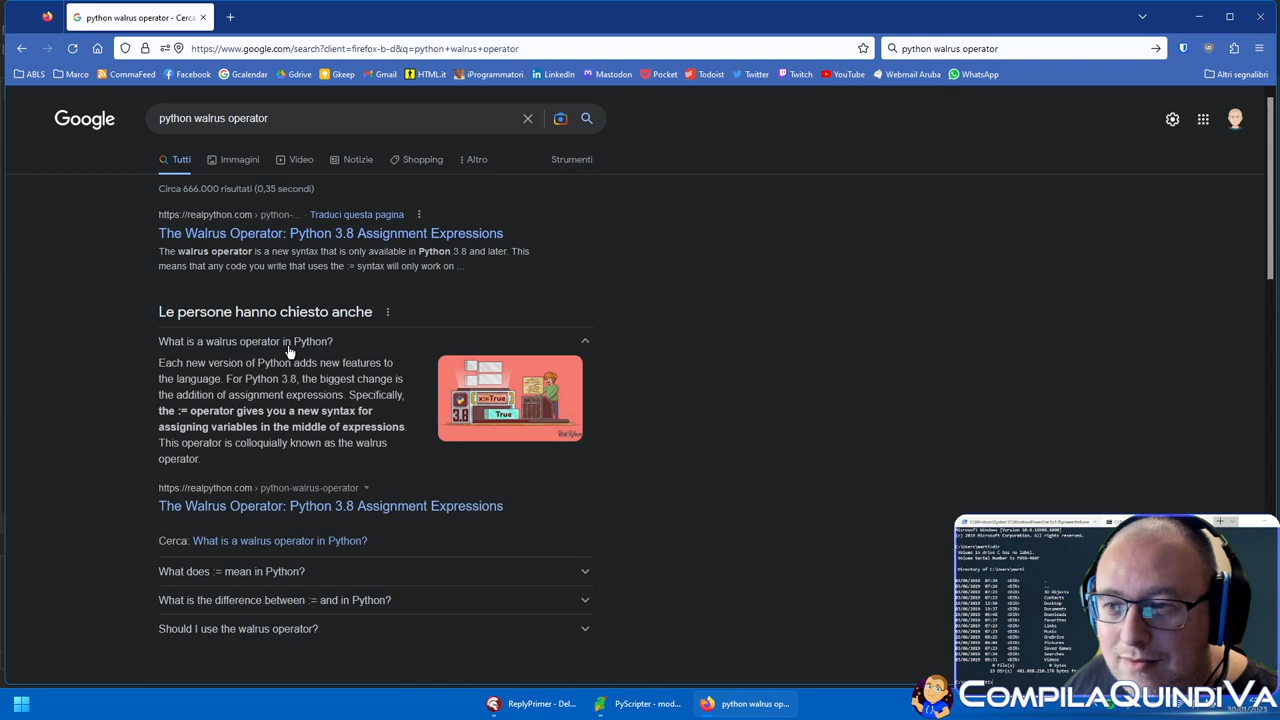 python walrus operator - Cerca
https://www.google.com/search?client=firefox-b-d&q=python+walrus+operator
python walrus operator
ABLS
Marco
CommaFeed
Facebook
Gcalendar
Gdrive
Gkeep
Gmail
HTML.it
iProgrammatori
LinkedIn
Mastodon
Pocket
Todoist
Twitter
Twitch
YouTube
Webmail Aruba
WhatsApp
Altri segnalibri
Google
python walrus operator
Tutti
Immagini
Video
Notizie
Shopping
Altro
Strumenti
Circa 666.000 risultati (0,35 secondi)
https://realpython.com › python-... · Traduci questa pagina
The Walrus Operator: Python 3.8 Assignment Expressions
The walrus operator is a new syntax that is only available in Python 3.8 and later. This
means that any code you write that uses the := syntax will only work on ...
Le persone hanno chiesto anche
What is a walrus operator in Python?
Each new version of Python adds new features to
the language. For Python 3.8, the biggest change is
the addition of assignment expressions. Specifically,
the := operator gives you a new syntax for
assigning variables in the middle of expressions.
This operator is colloquially known as the walrus
operator.
3.8
True
https://realpython.com › python-walrus-operator
The Walrus Operator: Python 3.8 Assignment Expressions
Cerca: What is a walrus operator in Python?
What does := mean in Python?
What is the difference between = and in Python?
Should I use the
COMPILAQUINDIVA
ReplyPrimer - Del...
PyScripter - mod...
python walrus op...
30/01/2023